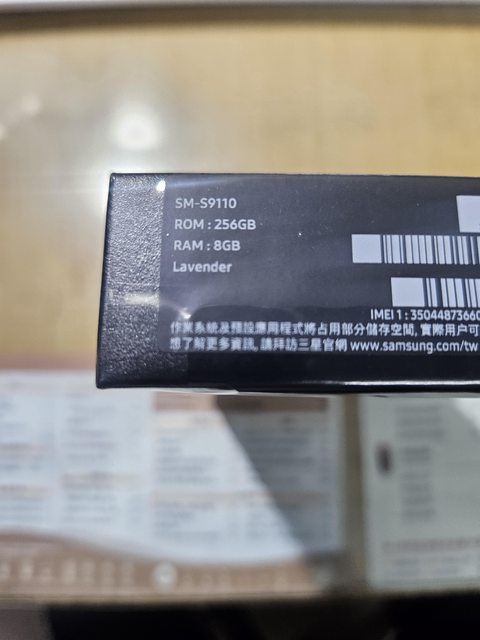 SM-S9110
ROM : 256GB
RAM : 8GB
Lavender
IMEI 1 : 35044873660
作業系統及預設應用程式將占用部分儲存空間, 實際用戶可
想了解更多資訊, 請拜訪三星官網 www.samsung.com/tw